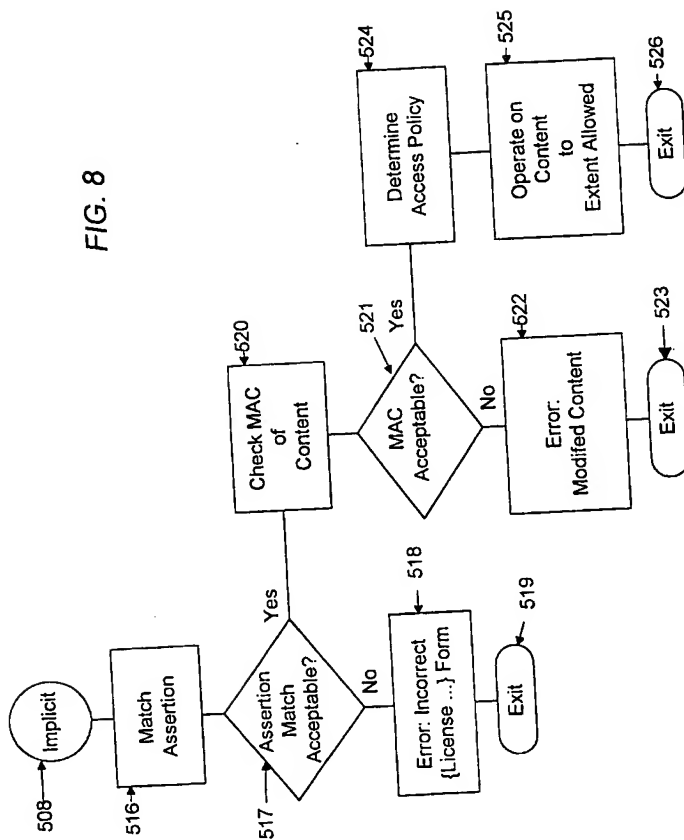 FIG. 8
508
Implicit
516
Match
Assertion
517
Assertion
Match
Acceptable?
Yes
No
518
Error: Incorrect
{License ...} Form
519
Exit
520
Check MAC
of
Content
521
MAC
Acceptable?
Yes
No
522
Error:
Modifed Content
523
Exit
524
Determine
Access Policy
525
Operate on
Content
to
Extent Allowed
526
Exit